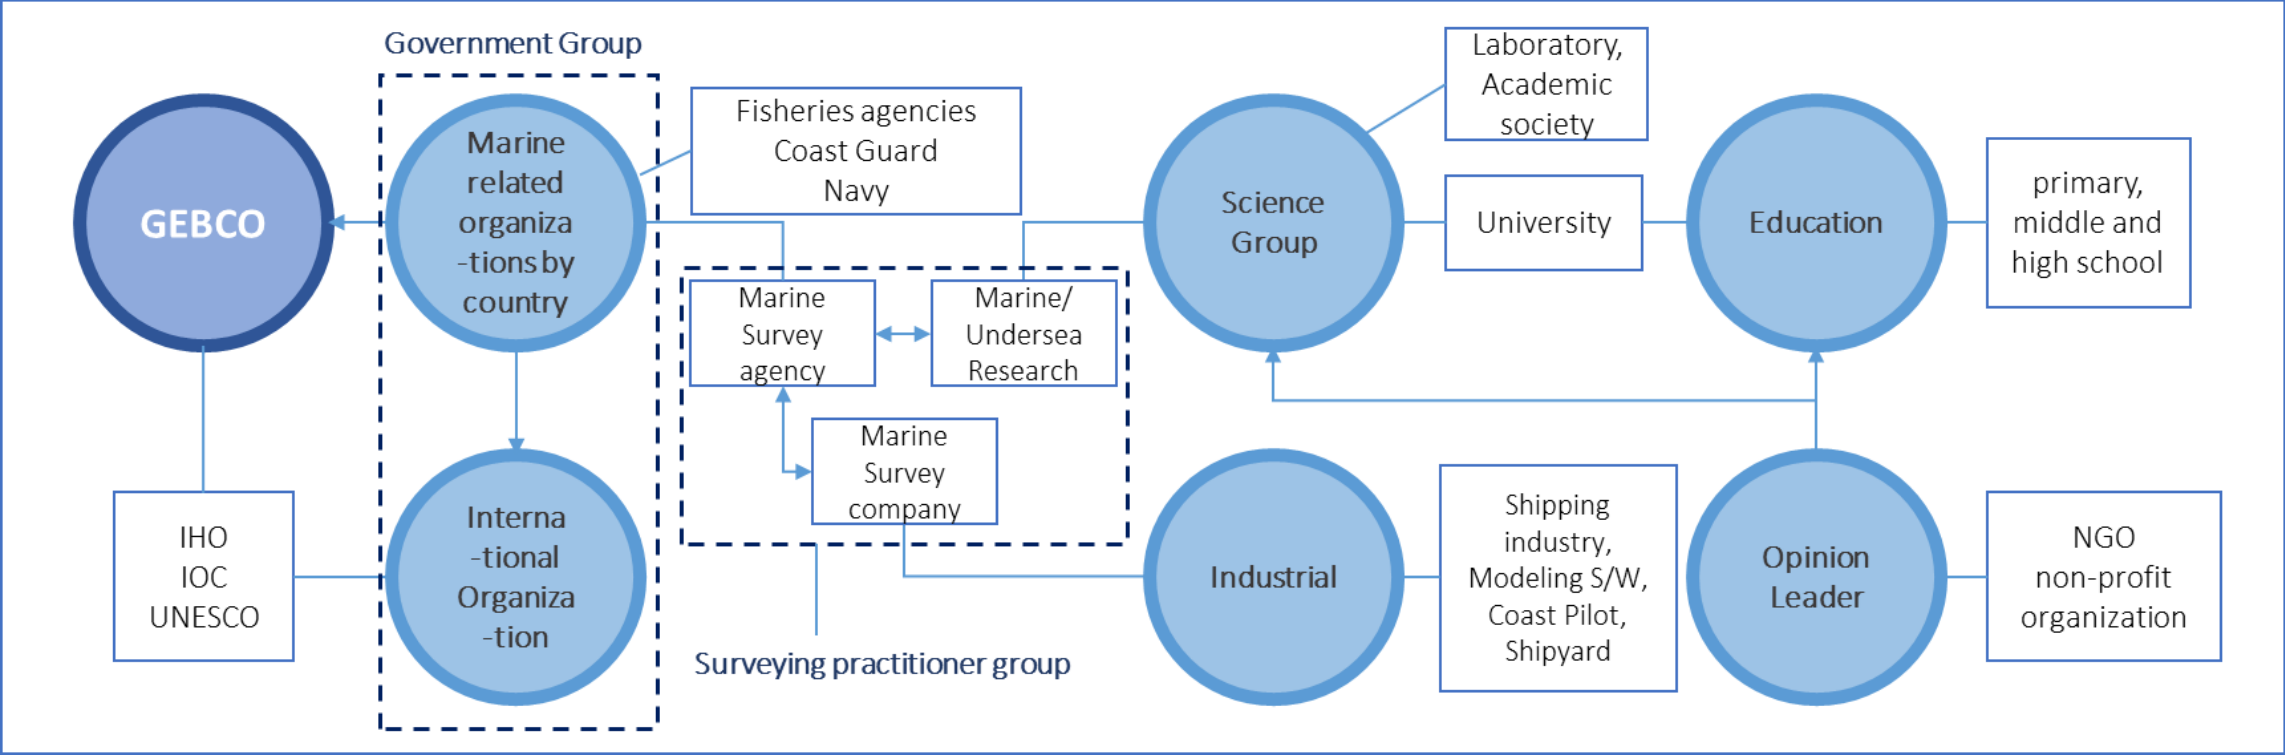 Government Group
GEBCO
Marine
related
organiza
-tions by
country
Fisheries agencies
Coast Guard
Navy
Science
Group
Laboratory,
Academic
society
University
Education
primary,
middle and
high school
Marine
Survey
agency
Marine/
Undersea
Research
Marine
Survey
company
IHO
IOC
UNESCO
Interna
-tional
Organiza
-tion
Surveying practitioner group
Industrial
Shipping
industry,
Modeling S/W,
Coast Pilot,
Shipyard
Opinion
Leader
NGO
non-profit
organization